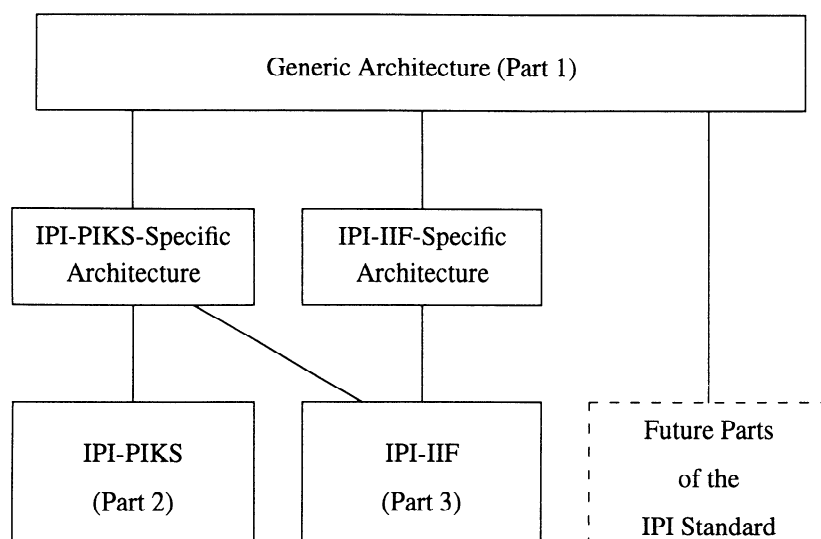 Generic Architecture (Part 1)
IPI-PIKS-Specific
Architecture
IPI-IIF-Specific
Architecture
IPI-PIKS
(Part 2)
IPI-IIF
(Part 3)
Future Parts
of the
IPI Standard